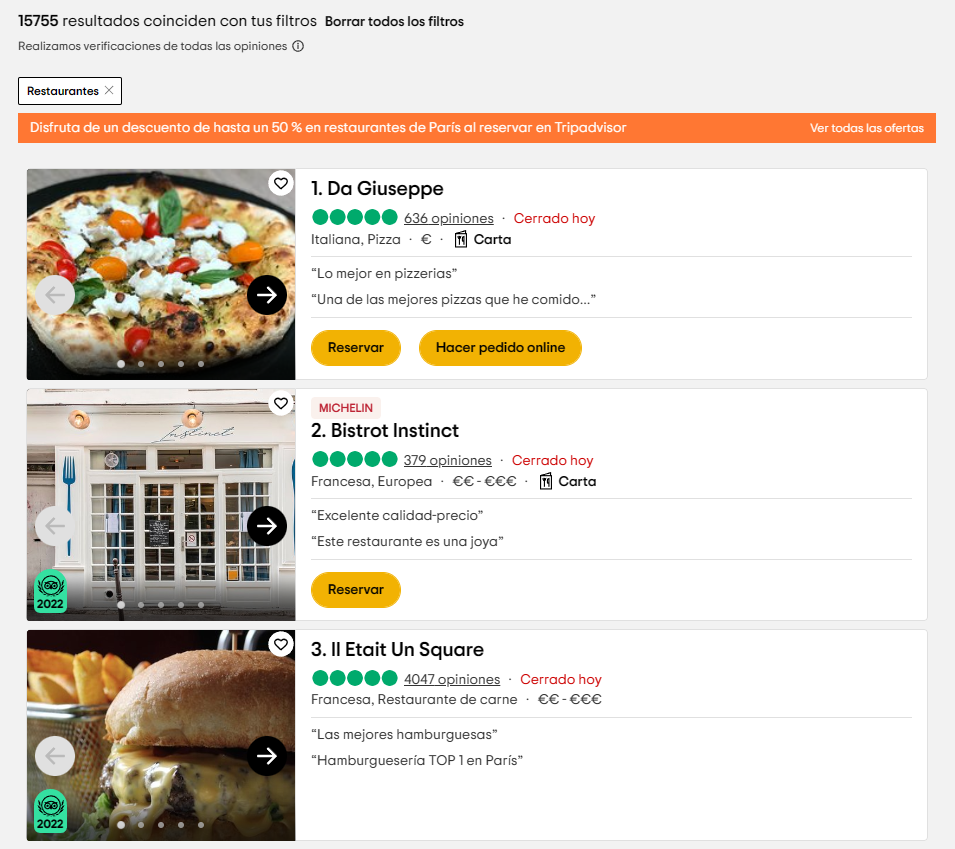 15755 resultados coinciden con tus filtros Borrar todos los filtros
Realizamos verificaciones de todas las opiniones
Restaurantes
Disfruta de un descuento de hasta un 50 % en restaurantes de París al reservar en Tripadvisor Ver todas las ofertas
1. Da Giuseppe
636 opiniones · Cerrado hoy
Italiana, Pizza · € · Carta
“Lo mejor en pizzerias”
“Una de las mejores pizzas que he comido...”
Reservar Hacer pedido online
Instinct
2022
MICHELIN
2. Bistrot Instinct
379 opiniones · Cerrado hoy
Francesa, Europea · €€ - €€€ · Carta
“Excelente calidad-precio”
“Este restaurante es una joya”
Reservar
2022
3. Il Etait Un Square
4047 opiniones · Cerrado hoy
Francesa, Restaurante de carne · €€ - €€€
“Las mejores hamburguesas”
“Hamburguesería TOP 1 en París”